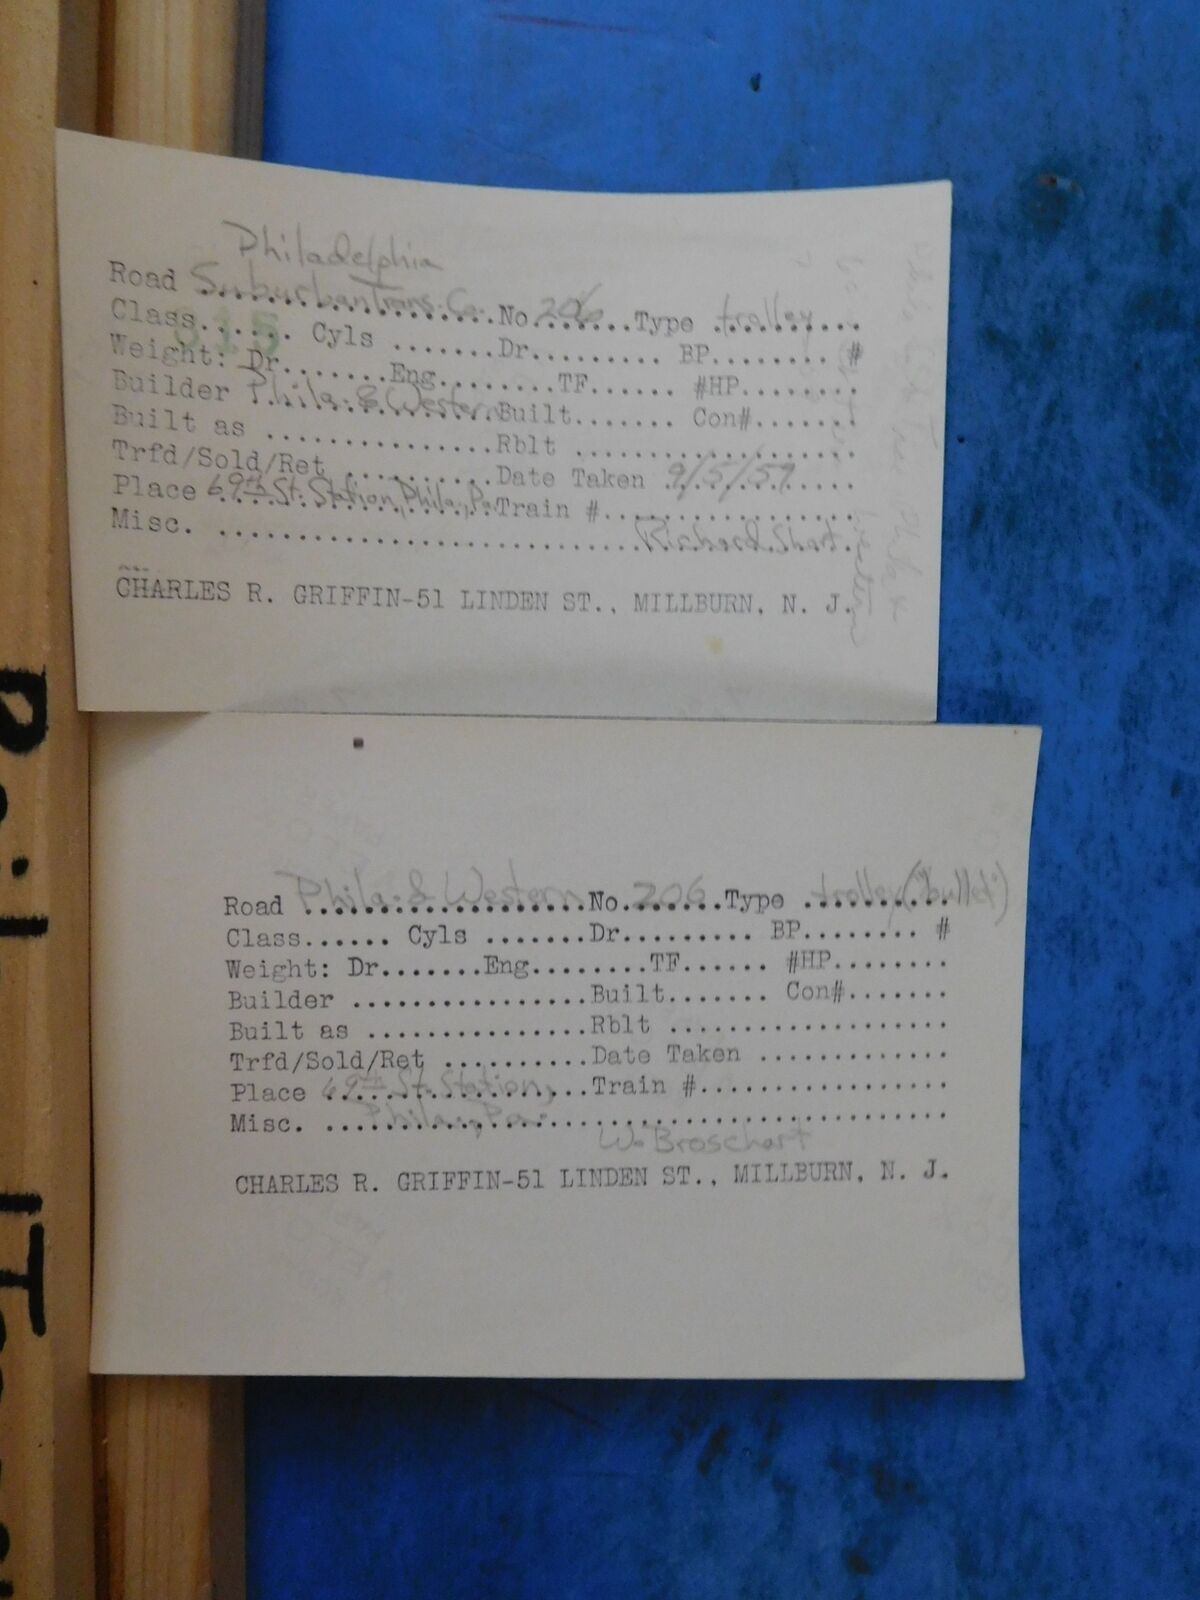 Philadelphia
Road Suburban Trans. Co. No. 206 Type trolley
Class....... Cyls .......Dr......... BP........ #
815
Weight: Dr.......Eng........TF...... #HP........
Builder Phila. & Western Built....... Con#.......
Built as ...............Rblt ..................
Trfd/Sold/Ret ..........Date Taken 9/5/59
Place 69th St. Station, Phila., Pa. Train #................
Misc. ........................... Richard Short
CHARLES R. GRIFFIN-51 LINDEN ST., MILLBURN, N. J.
Road Phila. & Western No. 206 Type trolley ("bullet")
Class...... Cyls .......Dr......... BP........ #
Weight: Dr.......Eng........TF...... #HP........
Builder ...............Built....... Con#.......
Built as ..............Rblt ..................
Trfd/Sold/Ret ..........Date Taken ............
Place 69th St. Station, ...Train #................
Misc. Phila., Pa. ..........................
W. Broschart
CHARLES R. GRIFFIN-51 LINDEN ST., MILLBURN, N. J.